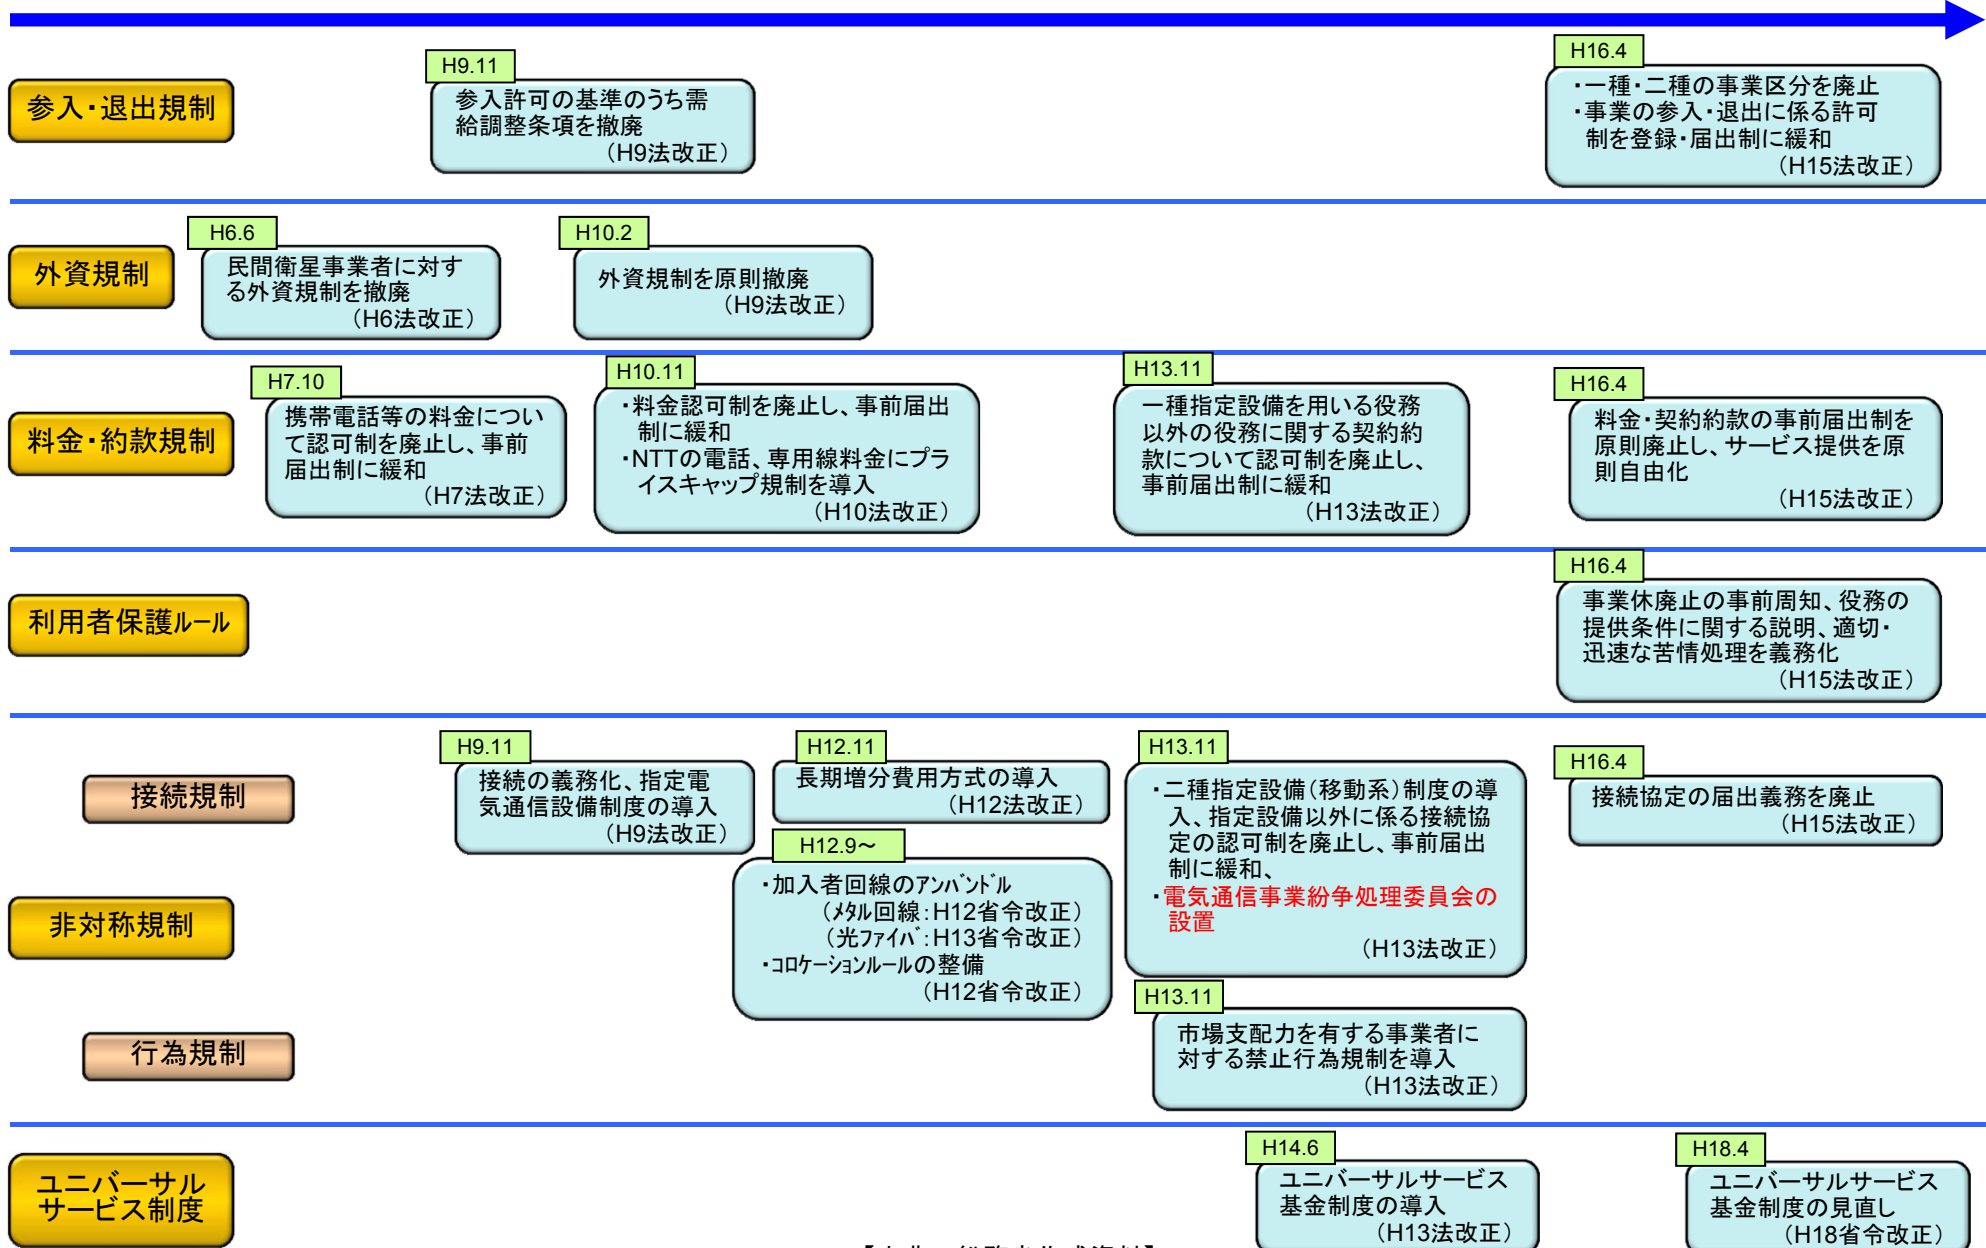 参入・退出規制
H9.11
参入許可の基準のうち需
給調整条項を撤廃
（H9法改正）
H16.4
・一種・二種の事業区分を廃止
・事業の参入・退出に係る許可
制を登録・届出制に緩和
（H15法改正）
外資規制
H6.6
民間衛星事業者に対す
る外資規制を撤廃
（H6法改正）
H10.2
外資規制を原則撤廃
（H9法改正）
料金・約款規制
H7.10
携帯電話等の料金につい
て認可制を廃止し、事前
届出制に緩和
（H7法改正）
H10.11
・料金認可制を廃止し、事前届出
制に緩和
・NTTの電話、専用線料金にプラ
イスキャップ規制を導入
（H10法改正）
H13.11
一種指定設備を用いる役務
以外の役務に関する契約約
款について認可制を廃止し、
事前届出制に緩和
（H13法改正）
H16.4
料金・契約約款の事前届出制を
原則廃止し、サービス提供を原
則自由化
（H15法改正）
利用者保護ルール
H16.4
事業休廃止の事前周知、役務の
提供条件に関する説明、適切・
迅速な苦情処理を義務化
（H15法改正）
接続規制
非対称規制
行為規制
H9.11
接続の義務化、指定電
気通信設備制度の導入
（H9法改正）
H12.11
長期増分費用方式の導入
（H12法改正）
H12.9～
・加入者回線のアンバンドル
（メタル回線：H12省令改正）
（光ファイバ：H13省令改正）
・コロケーションルールの整備
（H12省令改正）
H13.11
・二種指定設備（移動系）制度の導
入、指定設備以外に係る接続協
定の認可制を廃止し、事前届出
制に緩和、
・電気通信事業紛争処理委員会の
設置
（H13法改正）
H13.11
市場支配力を有する事業者に
対する禁止行為規制を導入
（H13法改正）
H16.4
接続協定の届出義務を廃止
（H15法改正）
ユニバーサル
サービス制度
H14.6
ユニバーサルサービス
基金制度の導入
（H13法改正）
H18.4
ユニバーサルサービス
基金制度の見直し
（H18省令改正）